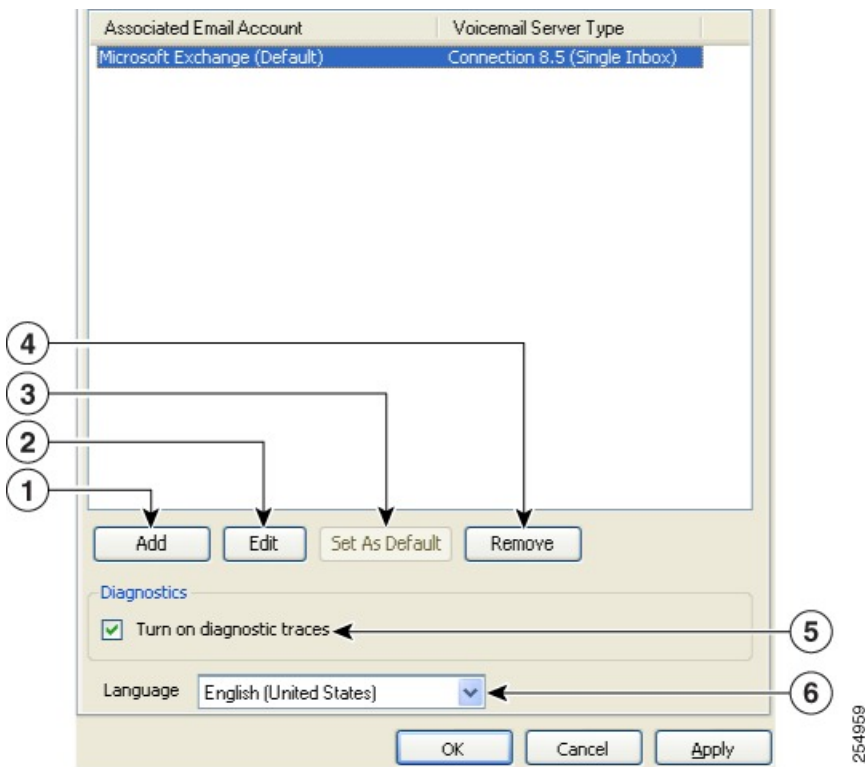 Associated Email Account Voicemail Server Type
Microsoft Exchange (Default) Connection 8.5 (Single Inbox)
4
3
2
1
Add Edit Set As Default Remove
Diagnostics
Turn on diagnostic traces 5
Language English (United States) 6
OK Cancel Apply
254959